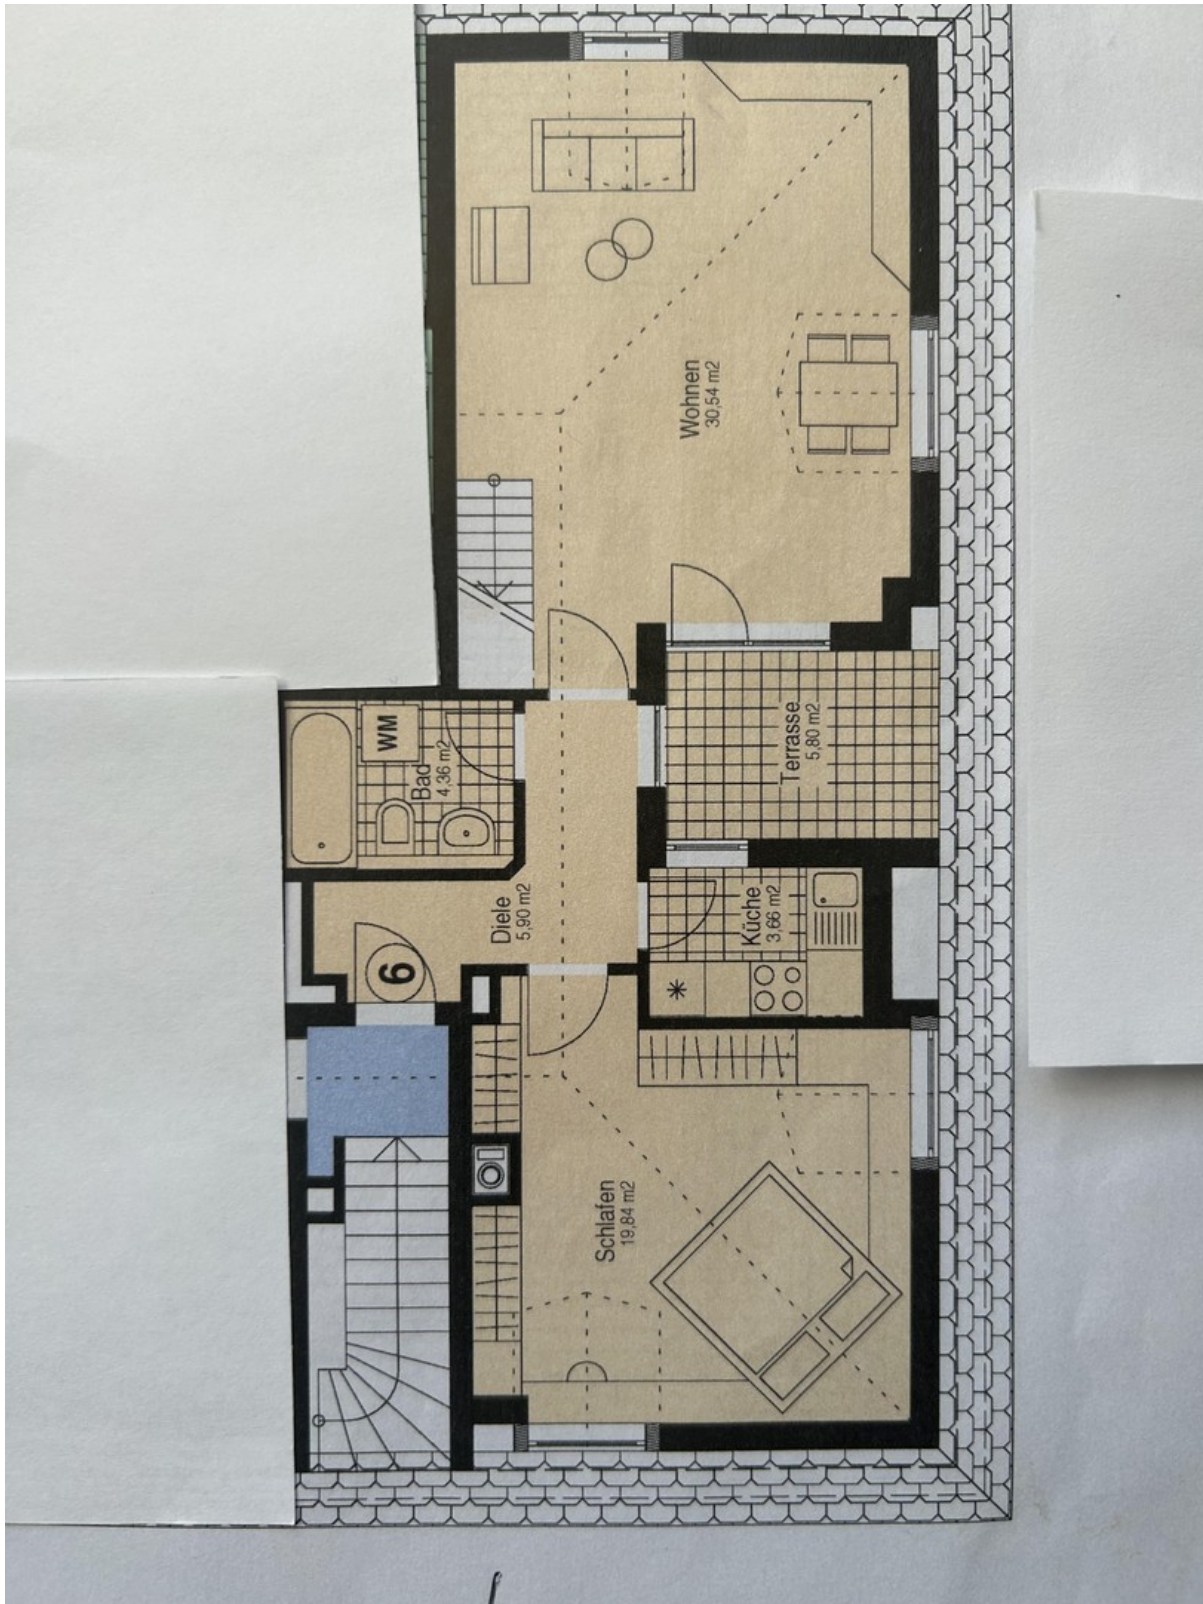 Wohnen
30,54 m2
WM
Bad
4,36 m2
Terrasse
5,80 m2
Diele
5,90 m2
Küche
3,66 m2
6
Schlafen
19,84 m2